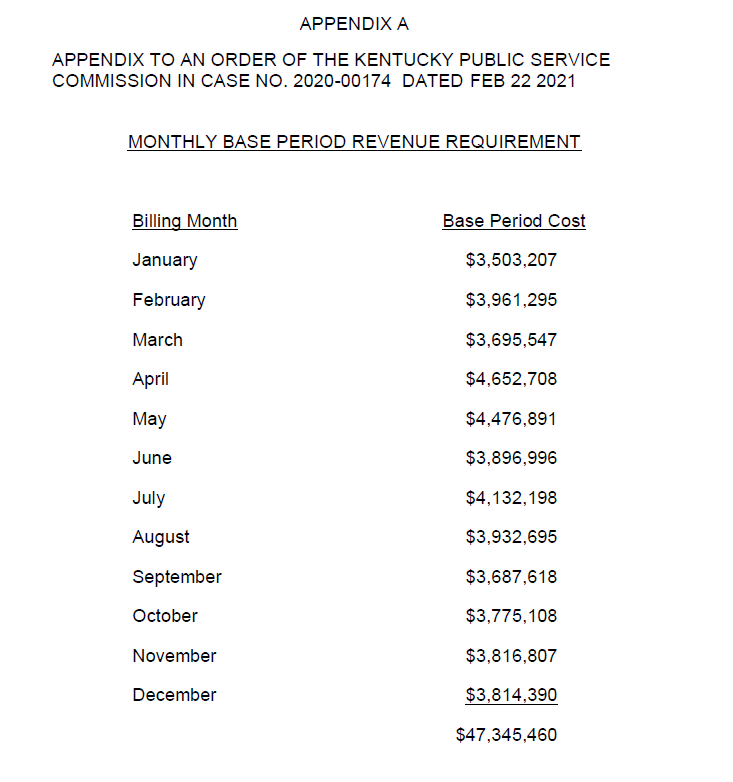 APPENDIX A
APPENDIX TO AN ORDER OF THE KENTUCKY PUBLIC SERVICE
COMMISSION IN CASE NO. 2020-00174 DATED FEB 22 2021
MONTHLY BASE PERIOD REVENUE REQUIREMENT
Billing Month Base Period Cost
January $3,503,207
February $3,961,295
March $3,695,547
April $4,652,708
May $4,476,891
June $3,896,996
July $4,132,198
August $3,932,695
September $3,687,618
October $3,775,108
November $3,816,807
December $3,814,390
$47,345,460